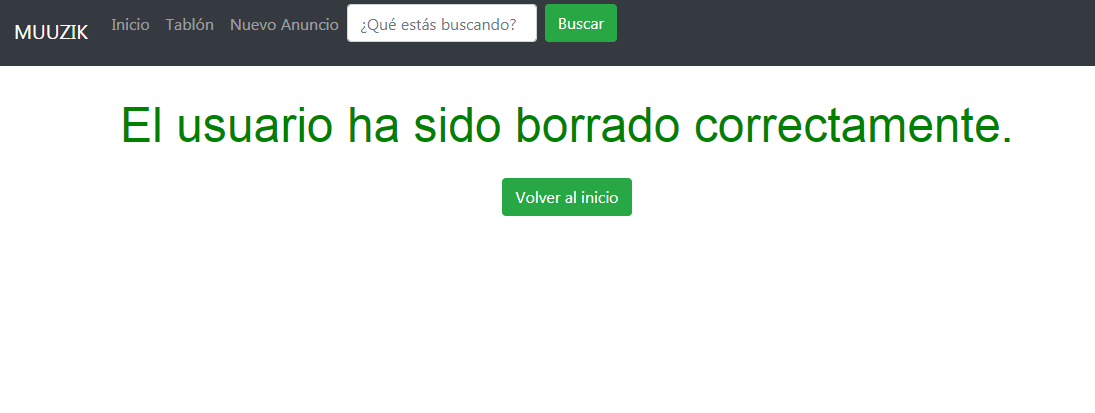 MUUZIK Inicio Tablón Nuevo Anuncio ¿Qué estás buscando? Buscar
El usuario ha sido borrado correctamente.
Volver al inicio